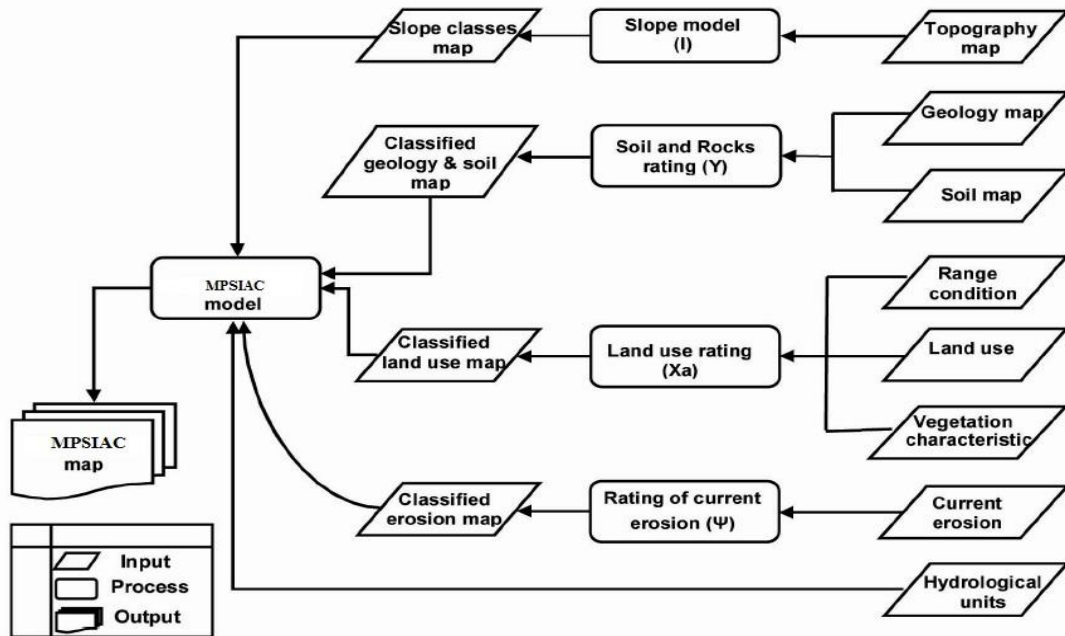 Slope classes
map
Slope model
(I)
Topography
map
Classified
geology & soil
map
Soil and Rocks
rating (Y)
Geology map
Soil map
MPSIAC
model
Range
condition
Classified
land use map
Land use rating
(Xa)
Land use
Vegetation
characteristic
MPSIAC
map
Classified
erosion map
Rating of current
erosion (Ψ)
Current
erosion
Hydrological
units
Input
Process
Output